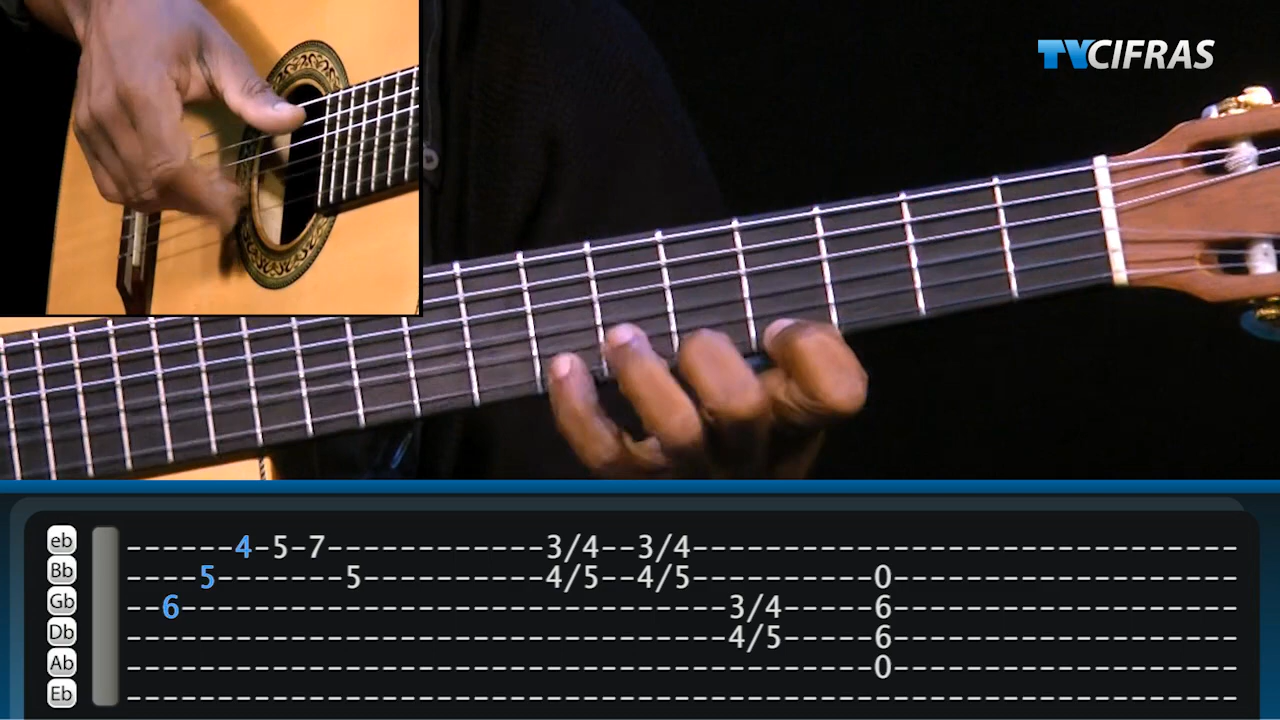 TVCIFRAS
eb ------4-5-7------------3/4--3/4------------------------------
Bb ----5-------5----------4/5--4/5----------0-------------------
Gb --6------------------------------3/4-----6-------------------
Db ---------------------------------4/5-----6-------------------
Ab -----------------------------------------0-------------------
Eb -------------------------------------------------------------